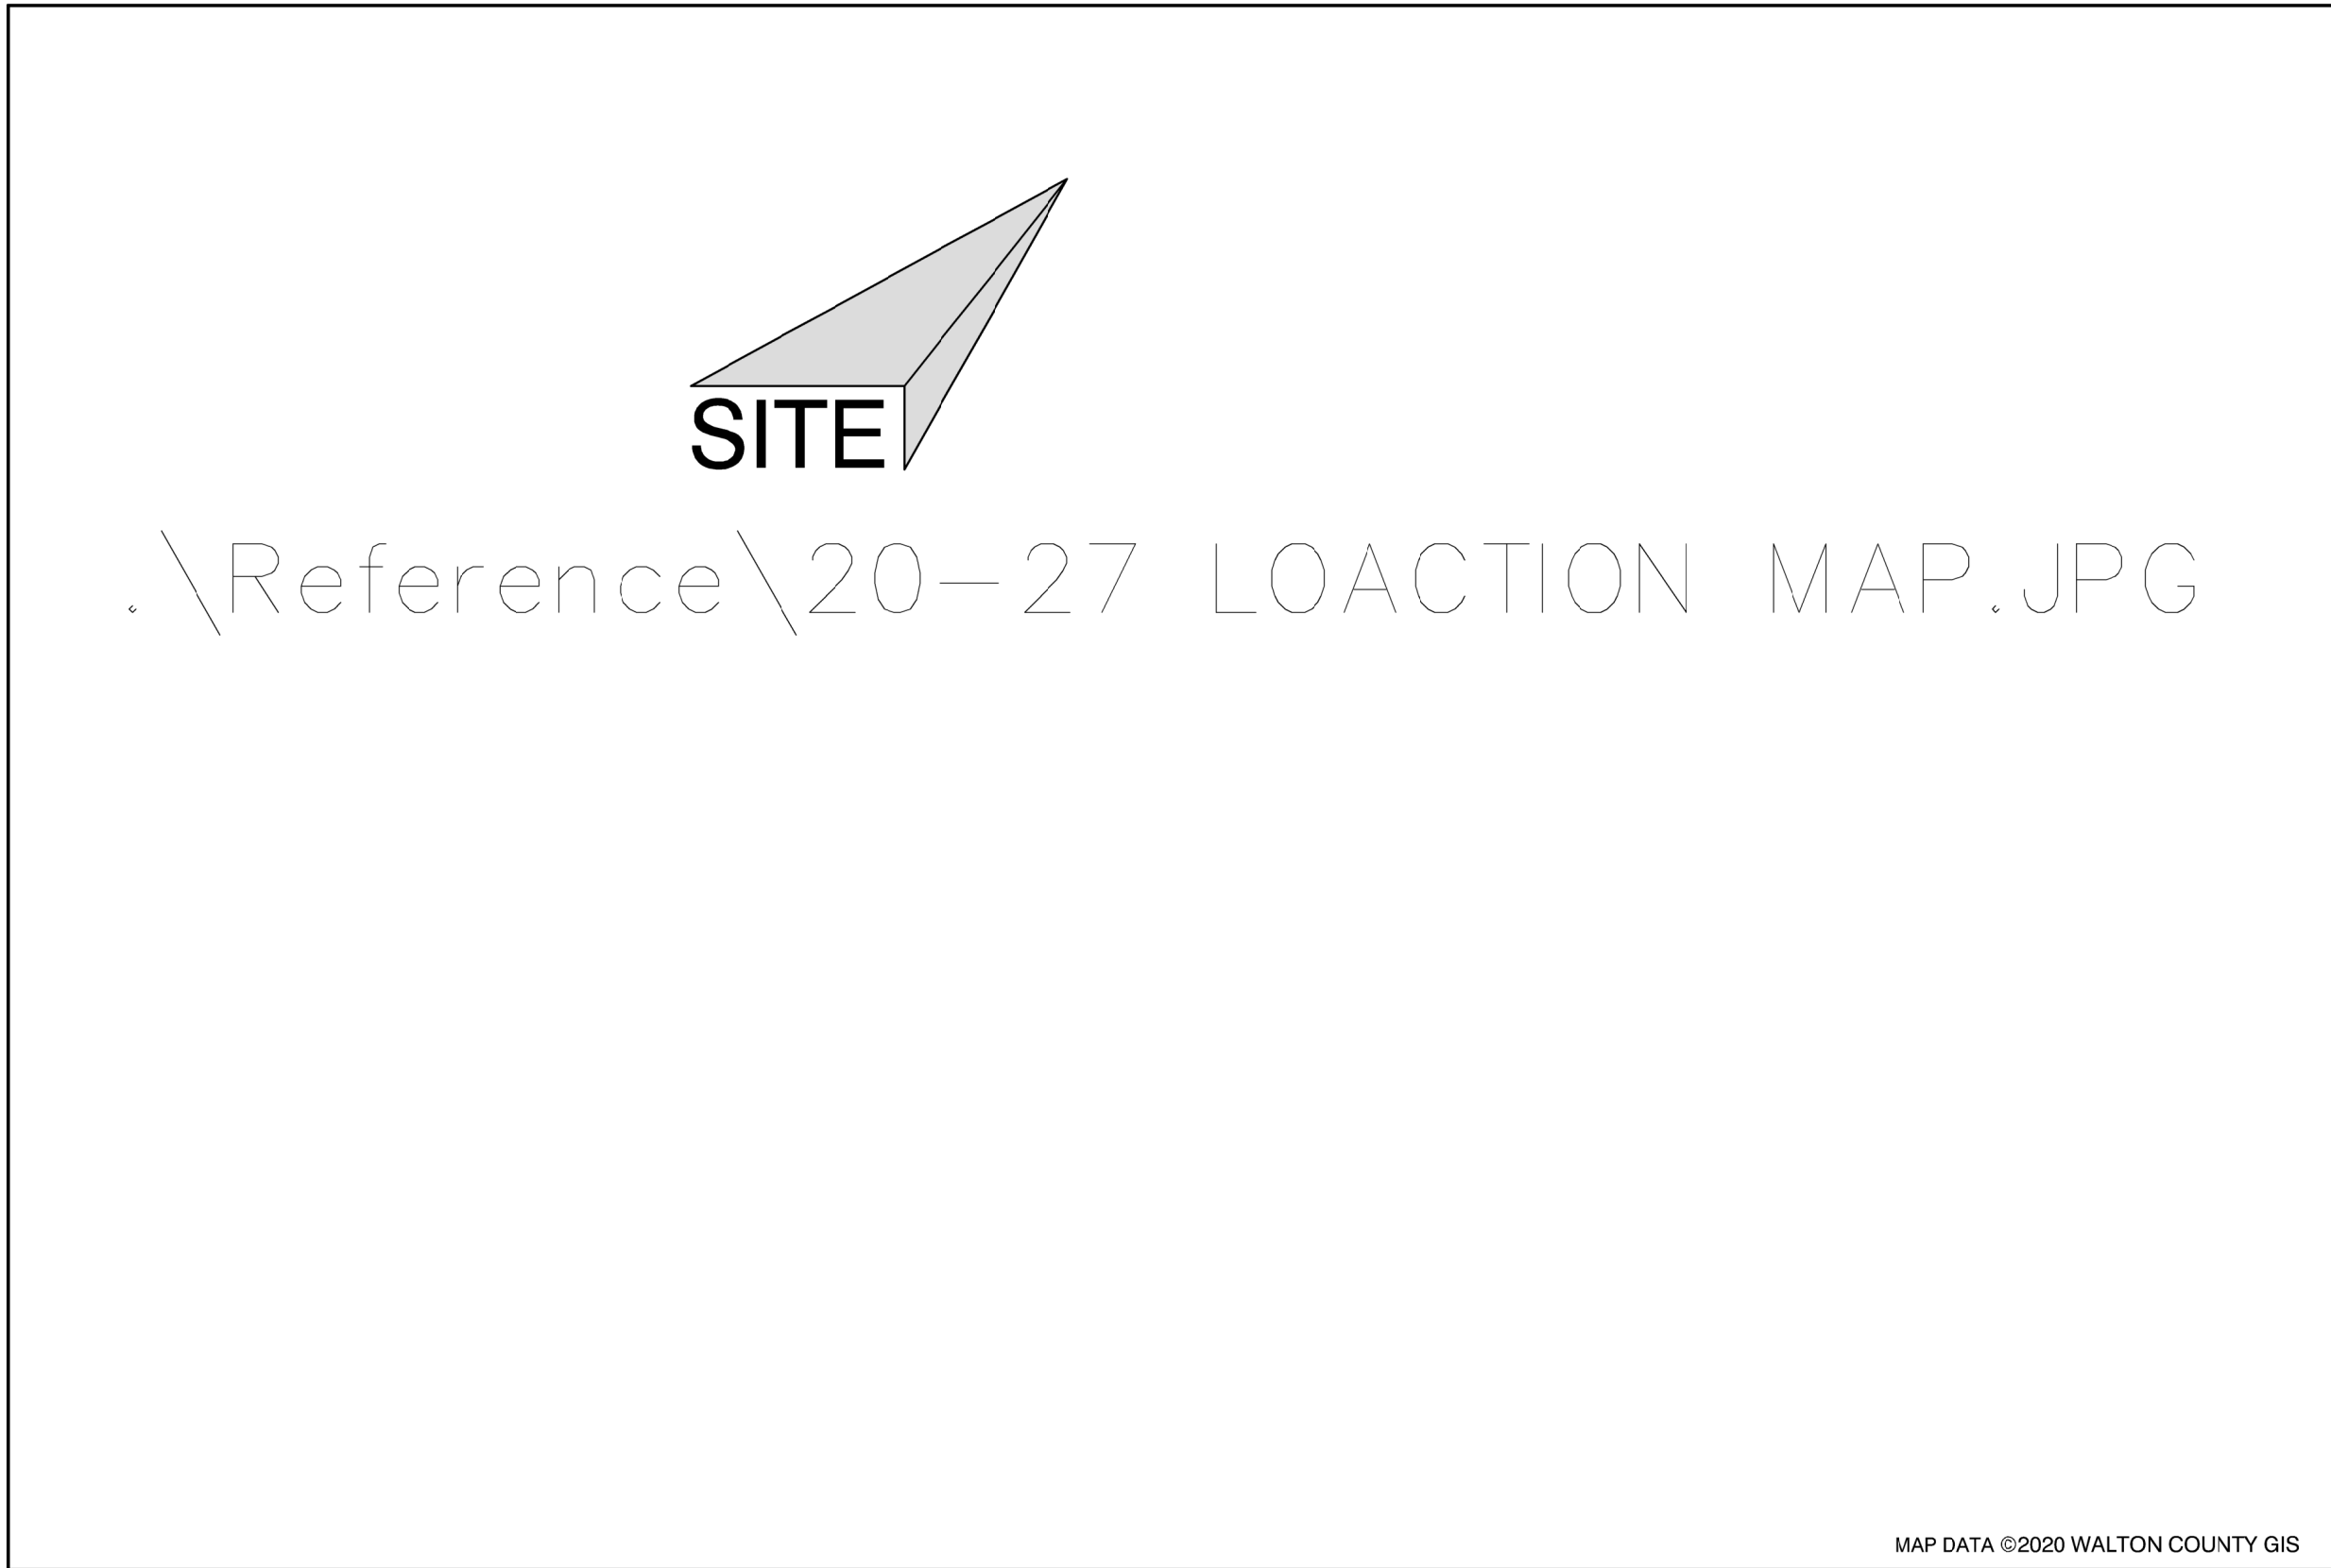 SITE
.\Reference\20-27 LOACTION MAP.JPG
MAP DATA ©2020 WALTON COUNTY GIS